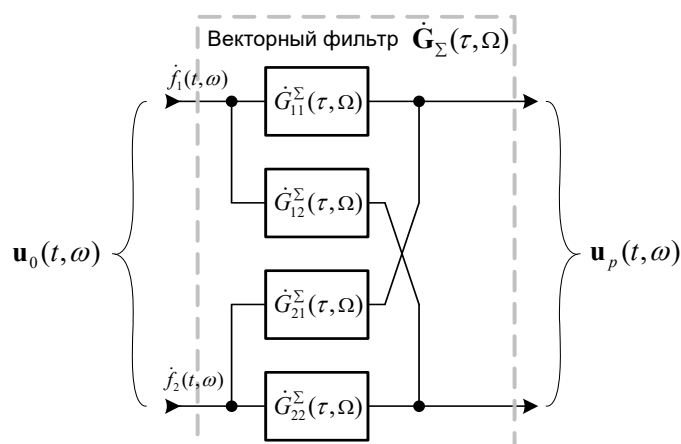 Векторный фильтр Ġ_Σ(τ,Ω)
ḟ₁(t,ω)
Ġ₁₁^Σ(τ,Ω)
Ġ₁₂^Σ(τ,Ω)
u₀(t,ω)
u_p(t,ω)
Ġ₂₁^Σ(τ,Ω)
ḟ₂(t,ω)
Ġ₂₂^Σ(τ,Ω)